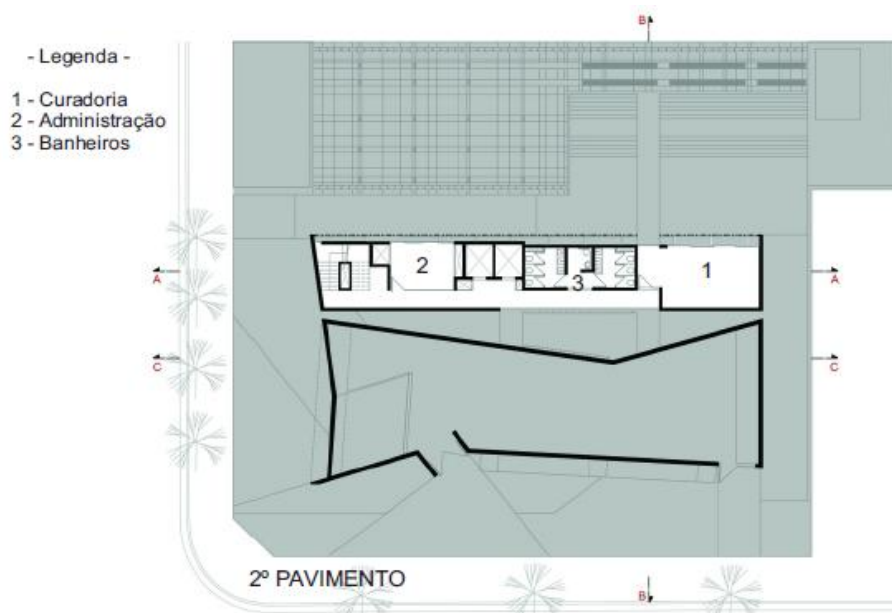 B
- Legenda -
1 - Curadoria
2 - Administração
3 - Banheiros
2
3
1
A
A
C
C
2º PAVIMENTO
B